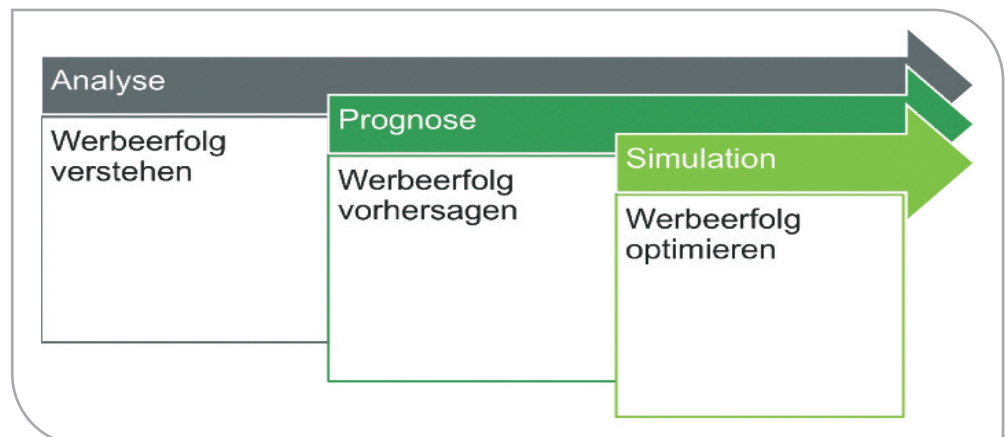 Analyse
Werbeerfolg
verstehen
Prognose
Werbeerfolg
vorhersagen
Simulation
Werbeerfolg
optimieren